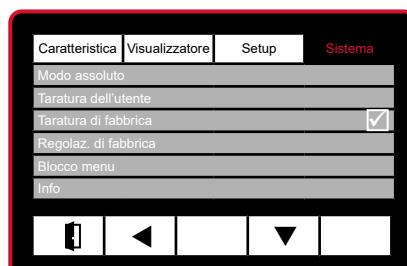 Caratteristica Visualizzatore Setup Sistema
Modo assoluto
Taratura dell'utente
Taratura di fabbrica
Regolaz. di fabbrica
Blocco menu
Info